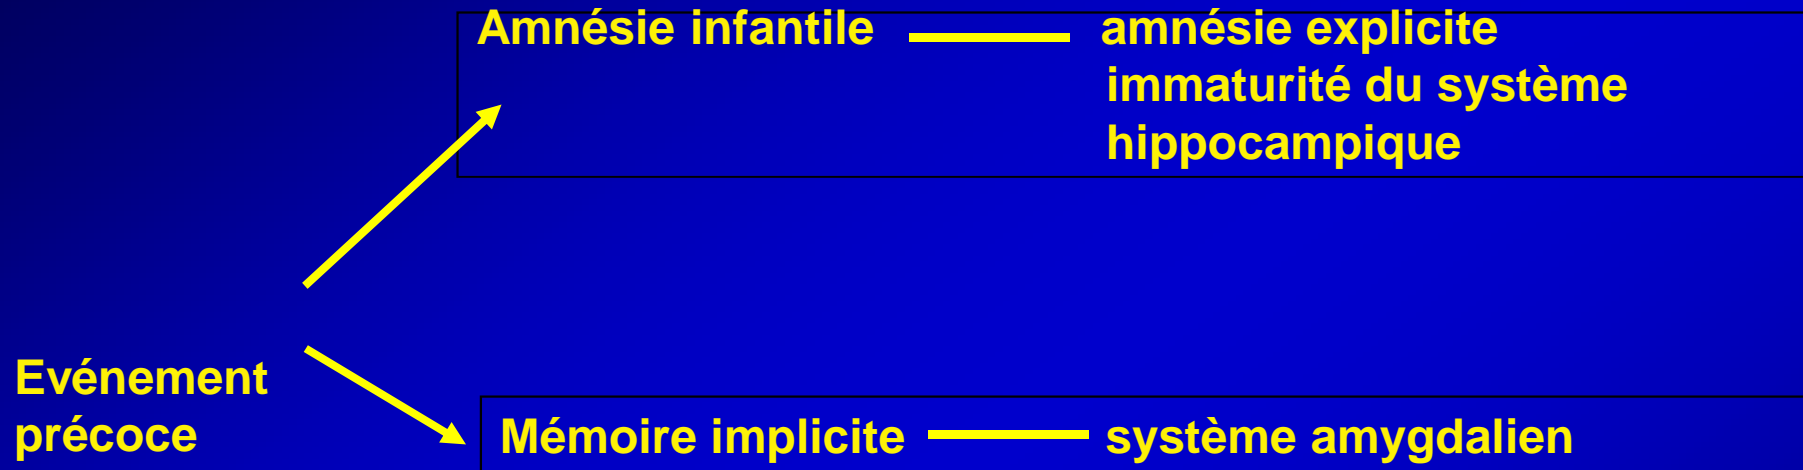 Amnésie infantile amnésie explicite
immaturité du système
hippocampique
Evénement
précoce
Mémoire implicite système amygdalien